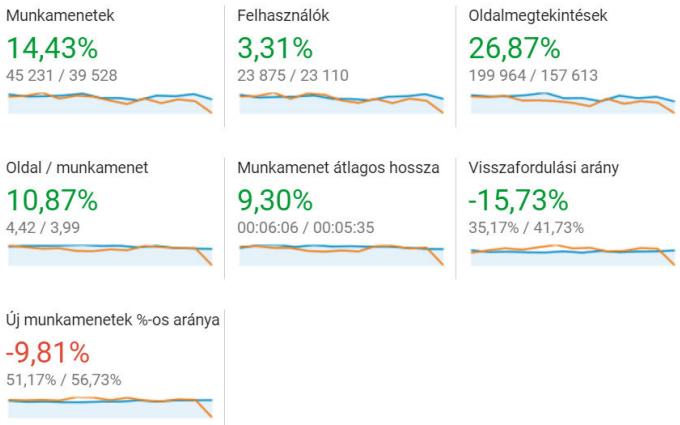 Munkamenetek
14,43%
45 231 / 39 528
Felhasználók
3,31%
23 875 / 23 110
Oldalmegtekintések
26,87%
199 964 / 157 613
Oldal / munkamenet
10,87%
4,42 / 3,99
Munkamenet átlagos hossza
9,30%
00:06:06 / 00:05:35
Visszafordulási arány
-15,73%
35,17% / 41,73%
Új munkamenetek %-os aránya
-9,81%
51,17% / 56,73%